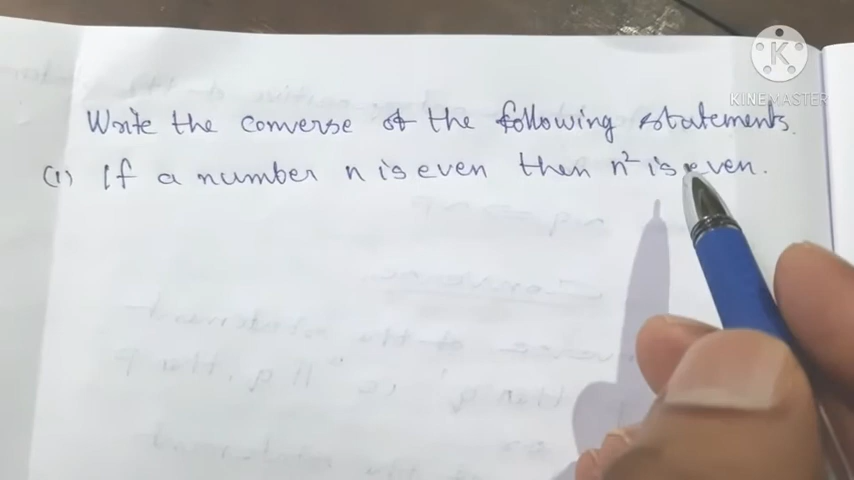 K
KINEMASTER
Write the converse of the following statements.
(1) If a number n is even then n² is even.